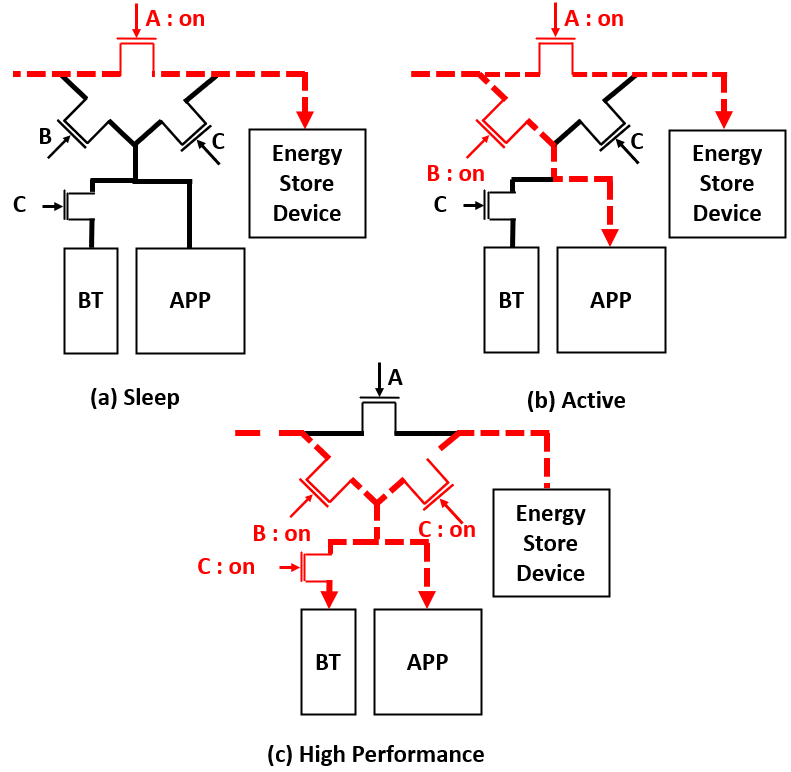 A : on
B
C
C
Energy
Store
Device
BT
APP
(a) Sleep
A : on
B : on
C
C
Energy
Store
Device
BT
APP
(b) Active
A
B : on
C : on
C : on
Energy
Store
Device
BT
APP
(c) High Performance